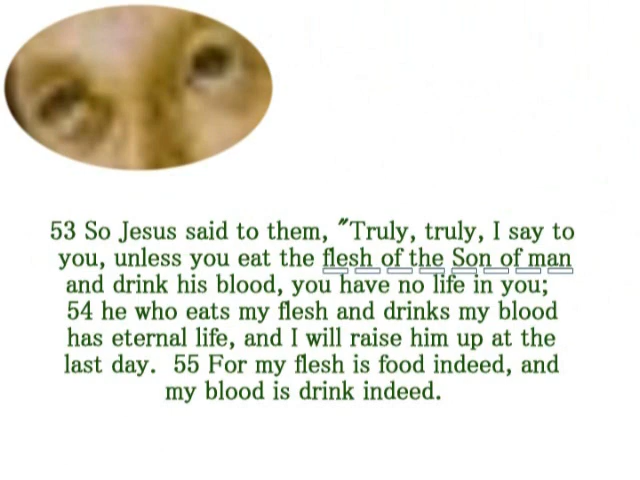 53 So Jesus said to them, "Truly, truly, I say to
you, unless you eat the flesh of the Son of man
and drink his blood, you have no life in you;
54 he who eats my flesh and drinks my blood
has eternal life, and I will raise him up at the
last day.  55 For my flesh is food indeed, and
my blood is drink indeed.